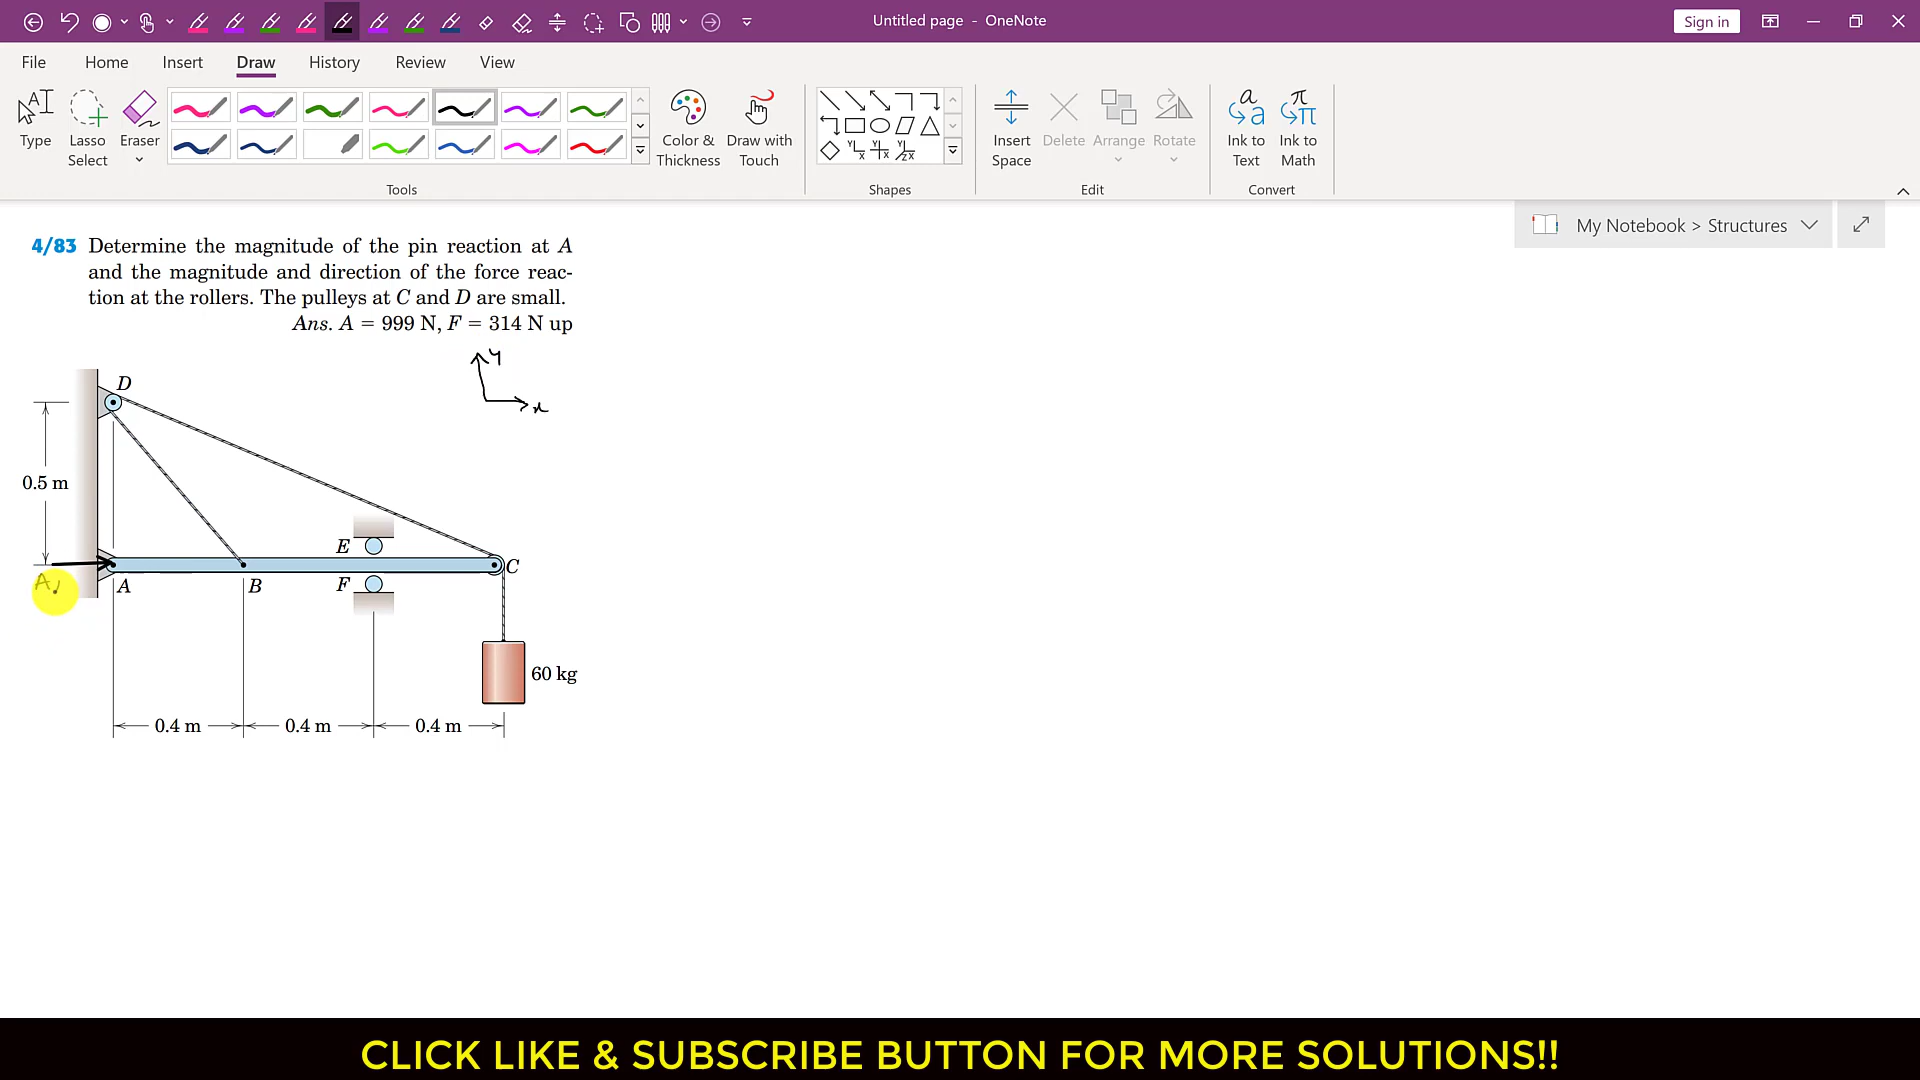 Untitled page - OneNote
Sign in
File Home Insert Draw History Review View
Type
Lasso Select
Eraser
Color & Thickness
Draw with Touch
Insert Space
Delete
Arrange
Rotate
Ink to Text
Ink to Math
Tools
Shapes
Edit
Convert
My Notebook > Structures
4/83 Determine the magnitude of the pin reaction at A
and the magnitude and direction of the force reac-
tion at the rollers. The pulleys at C and D are small.
Ans. A = 999 N, F = 314 N up
y
x
D
0.5 m
E
C
A
A
B
F
60 kg
0.4 m
0.4 m
0.4 m
CLICK LIKE & SUBSCRIBE BUTTON FOR MORE SOLUTIONS!!